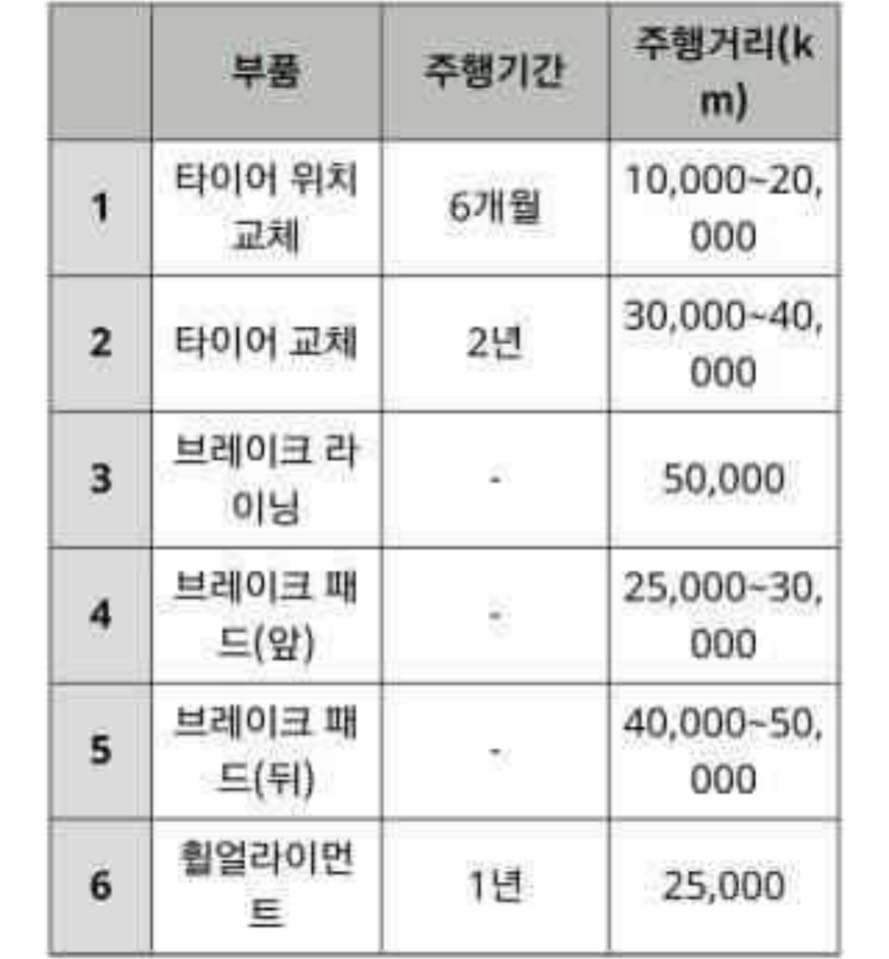 부품 주행기간 주행거리(k
m)
1 타이어 위치
교체 6개월 10,000~20,
000
2 타이어 교체 2년 30,000~40,
000
3 브레이크 라
이닝 - 50,000
4 브레이크 패
드(앞) - 25,000~30,
000
5 브레이크 패
드(뒤) - 40,000~50,
000
6 휠얼라이먼
트 1년 25,000